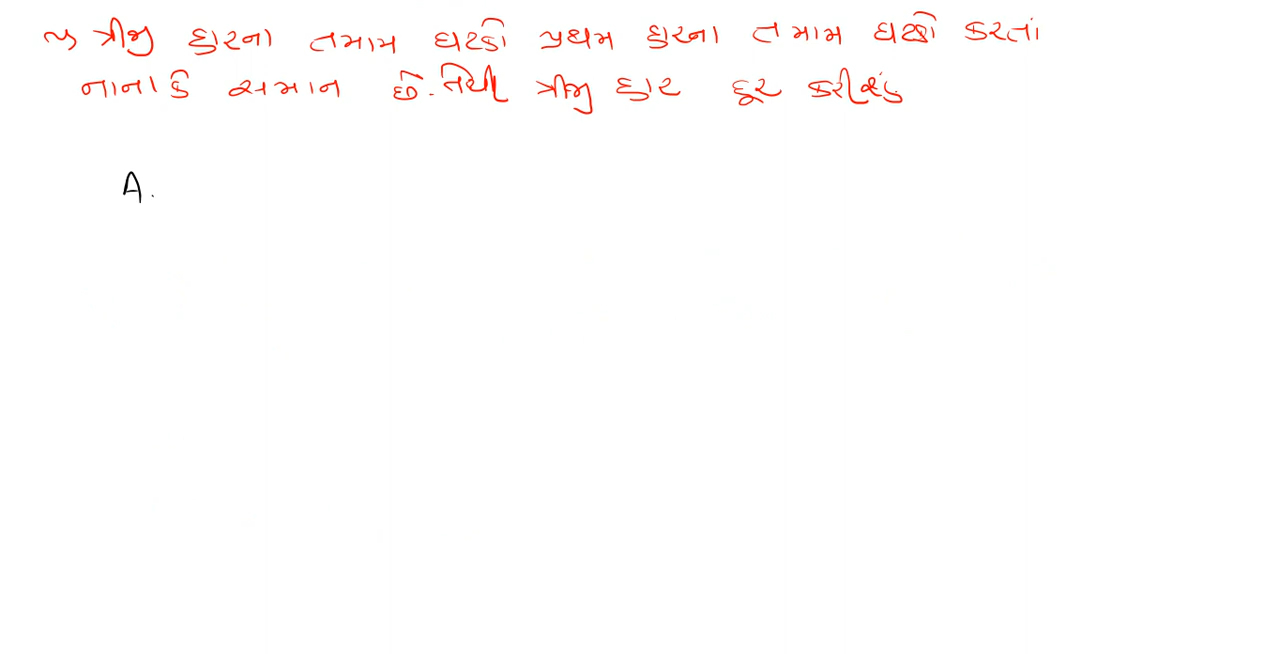 → ત્રીજી હારના તમામ ઘટકો પ્રથમ હારના તમામ ઘટકો કરતાં
નાના કે સમાન છે. તેથી ત્રીજી હાર દૂર કરીશું
A.